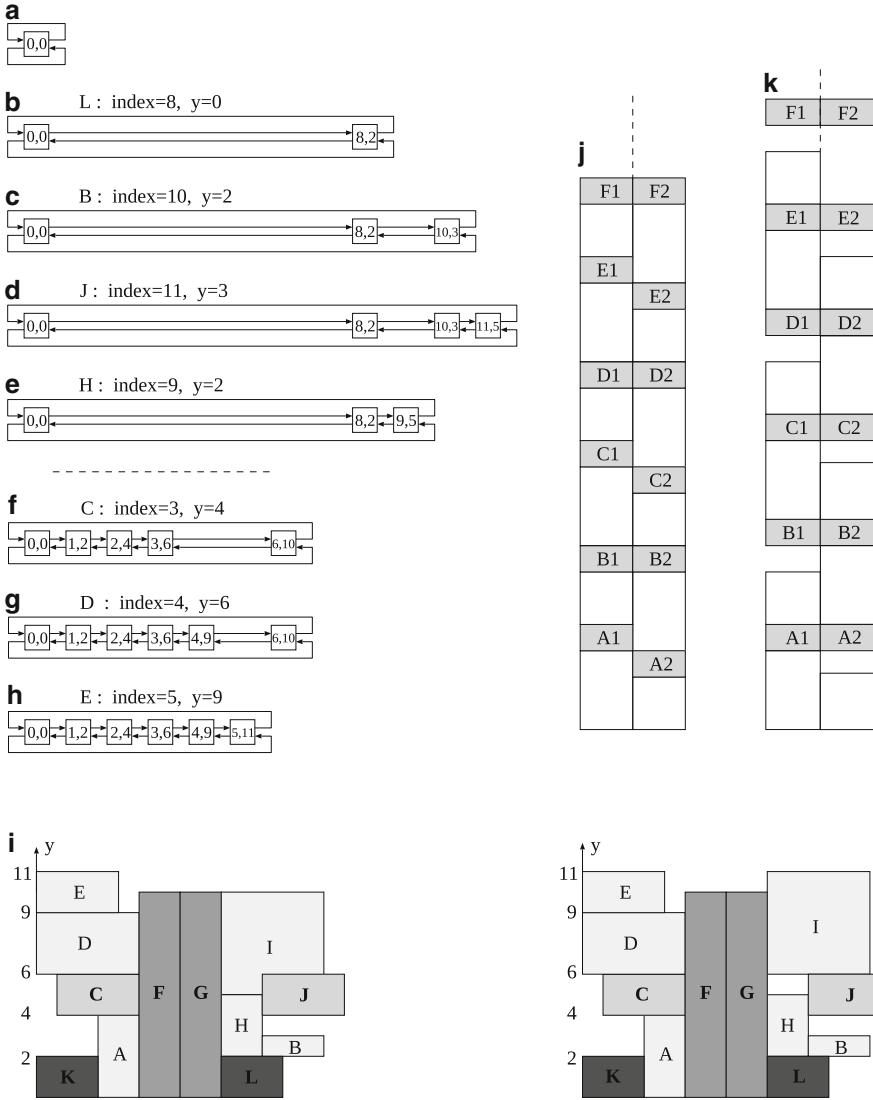 a
0,0
b
L : index=8, y=0
0,0 8,2
c
B : index=10, y=2
0,0 8,2 10,3
d
J : index=11, y=3
0,0 8,2 10,3 11,5
e
H : index=9, y=2
0,0 8,2 9,5
f
C : index=3, y=4
0,0 1,2 2,4 3,6 6,10
g
D : index=4, y=6
0,0 1,2 2,4 3,6 4,9 6,10
h
E : index=5, y=9
0,0 1,2 2,4 3,6 4,9 5,11
j
F1 F2
E1
E2
D1 D2
C1
C2
B1 B2
A1
A2
k
F1 F2
E1 E2
D1 D2
C1 C2
B1 B2
A1 A2
i
y
11
9
6
4
2
E
D
C
A
K
F
G
I
J
H
B
L
y
11
9
6
4
2
E
D
C
A
K
F
G
I
J
H
B
L